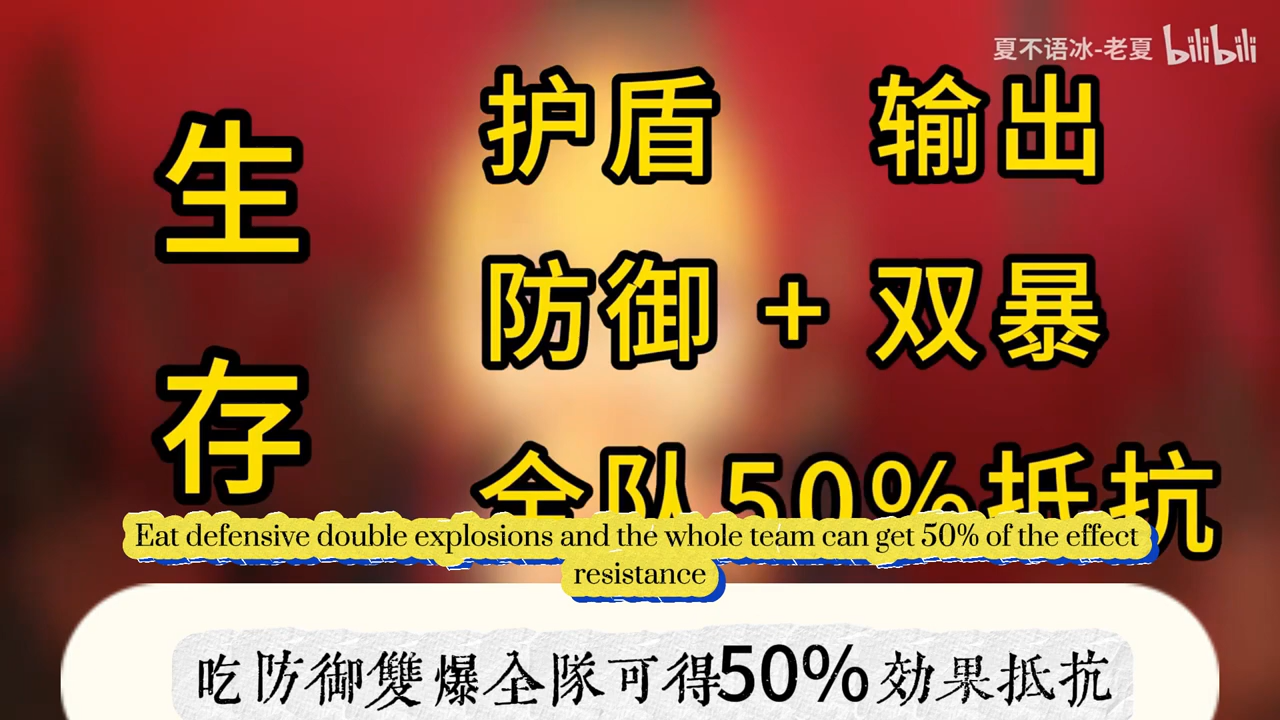 夏不语冰-老夏 bilibili
生存
护盾 输出
防御 + 双暴
全队50%抵抗
Eat defensive double explosions and the whole team can get 50% of the effect
resistance
吃防御雙爆全隊可得50%効果抵抗